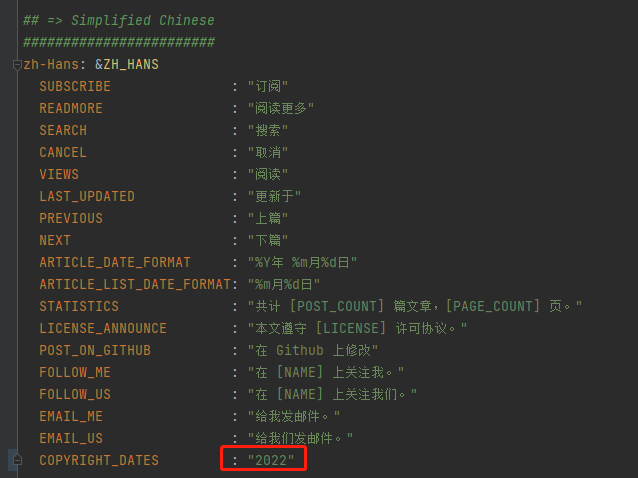 ## => Simplified Chinese
########################
zh-Hans: &ZH_HANS
SUBSCRIBE : "订阅"
READMORE : "阅读更多"
SEARCH : "搜索"
CANCEL : "取消"
VIEWS : "阅读"
LAST_UPDATED : "更新于"
PREVIOUS : "上篇"
NEXT : "下篇"
ARTICLE_DATE_FORMAT : "%Y年 %m月%d日"
ARTICLE_LIST_DATE_FORMAT: "%m月%d日"
STATISTICS : "共计 [POST_COUNT] 篇文章，[PAGE_COUNT] 页。"
LICENSE_ANNOUNCE : "本文遵守 [LICENSE] 许可协议。"
POST_ON_GITHUB : "在 Github 上修改"
FOLLOW_ME : "在 [NAME] 上关注我。"
FOLLOW_US : "在 [NAME] 上关注我们。"
EMAIL_ME : "给我发邮件。"
EMAIL_US : "给我们发邮件。"
COPYRIGHT_DATES : "2022"